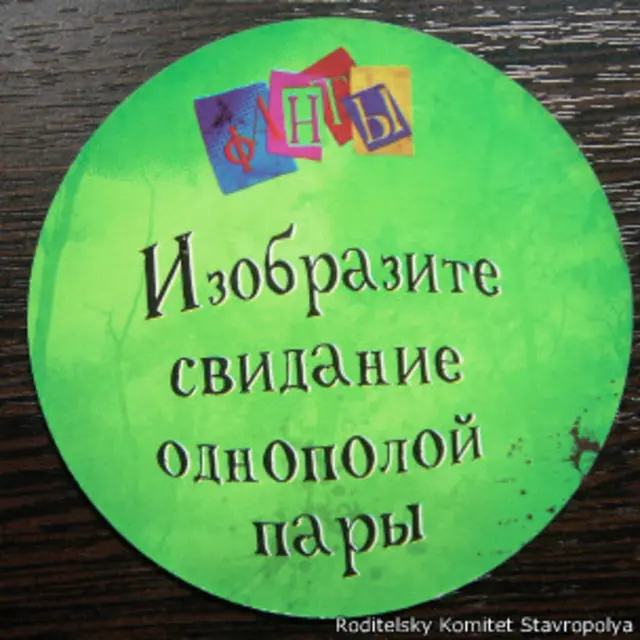 ФАНТЫ
Изобразите
свидание
однополой
пары
Roditelsky Komitet Stavropolya